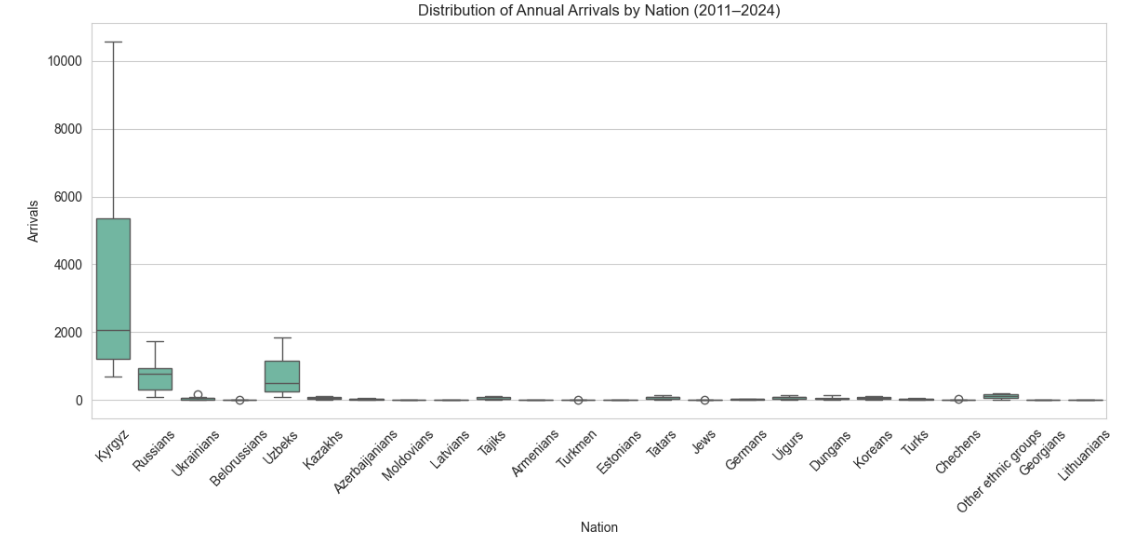 Distribution of Annual Arrivals by Nation (2011–2024)
10000
8000
6000
4000
2000
0
Arrivals
Kyrgyz
Russians
Ukrainians
Belorussians
Uzbeks
Kazakhs
Azerbaijanians
Moldovians
Latvians
Tajiks
Armenians
Turkmen
Estonians
Tatars
Jews
Germans
Uigurs
Dungans
Koreans
Turks
Chechens
Other ethnic groups
Georgians
Lithuanians
Nation